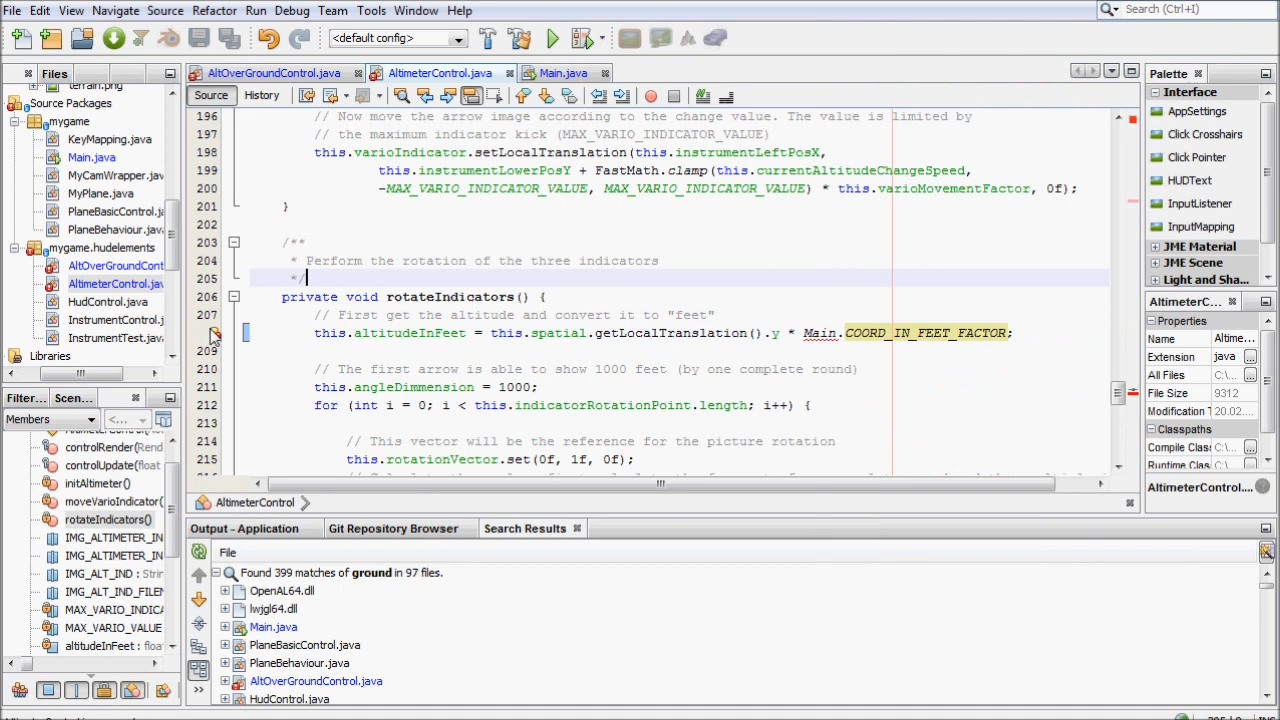 File Edit View Navigate Source Refactor Run Debug Team Tools Window Help
Search (Ctrl+I)
<default config>
Files
AltOverGroundControl.java
AltimeterControl.java
Main.java
Palette
Source History
terrain.png
Source Packages
mygame
KeyMapping.java
Main.java
MyCamWrapper.java
MyPlane.java
PlaneBasicControl.j
PlaneBehaviour.java
mygame.hudelements
AltOverGroundCont
AltimeterControl.jav
HudControl.java
InstrumentControl.j
InstrumentTest.jav
Libraries
196 // Now move the arrow image according to the change value. The value is limited by
197 // the maximum indicator kick (MAX_VARIO_INDICATOR_VALUE)
198 this.varioIndicator.setLocalTranslation(this.instrumentLeftPosX,
199 this.instrumentLowerPosY + FastMath.clamp(this.currentAltitudeChangeSpeed,
200 -MAX_VARIO_INDICATOR_VALUE, MAX_VARIO_INDICATOR_VALUE) * this.varioMovementFactor, 0f);
201 }
202
203 /**
204 * Perform the rotation of the three indicators
205 */
206 private void rotateIndicators() {
207 // First get the altitude and convert it to "feet"
this.altitudeInFeet = this.spatial.getLocalTranslation().y * Main.COORD_IN_FEET_FACTOR;
209
210 // The first arrow is able to show 1000 feet (by one complete round)
211 this.angleDimmension = 1000;
212 for (int i = 0; i < this.indicatorRotationPoint.length; i++) {
213
214 // This vector will be the reference for the picture rotation
215 this.rotationVector.set(0f, 1f, 0f);
AltimeterControl
Interface
AppSettings
Click Crosshairs
Click Pointer
HUDText
InputListener
InputMapping
JME Material
JME Scene
Light and Sha...
AltimeterC...
Properties
Name Altime...
Extension java
All Files C:\...
File Size 9312
Modification T 20.02...
Classpaths
Compile Class C:\...
Runtime Class C:\...
AltimeterControl....
Filter... Scen...
Members <...
controlRender(Rend
controlUpdate(float
initAltimeter()
moveVarioIndicator(
rotateIndicators()
IMG_ALTIMETER_IN
IMG_ALTIMETER_IN
IMG_ALT_IND : Strin
IMG_ALT_IND_FILEN
MAX_VARIO_INDICA
MAX_VARIO_VALUE
altitudeInFeet : floa
Output - Application Git Repository Browser Search Results
File
Found 399 matches of ground in 97 files.
OpenAL64.dll
lwjgl64.dll
Main.java
PlaneBasicControl.java
PlaneBehaviour.java
AltOverGroundControl.java
HudControl.java